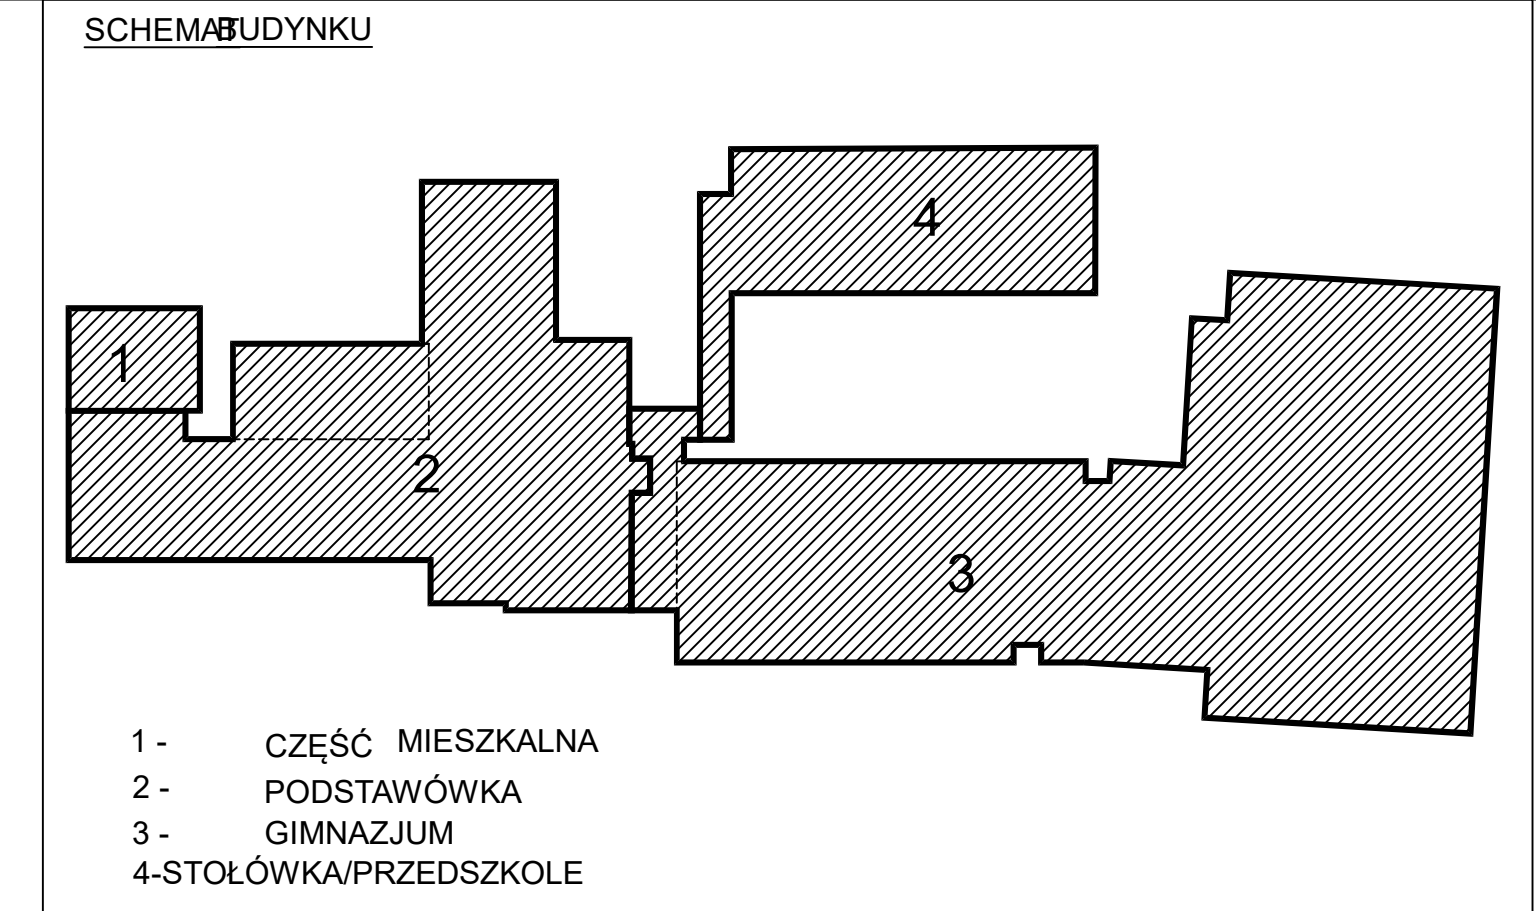 SCHEMAT BUDYNKU
4
1
2
3
1 - CZĘŚĆ MIESZKALNA
2 - PODSTAWÓWKA
3 - GIMNAZJUM
4-STOŁÓWKA/PRZEDSZKOLE